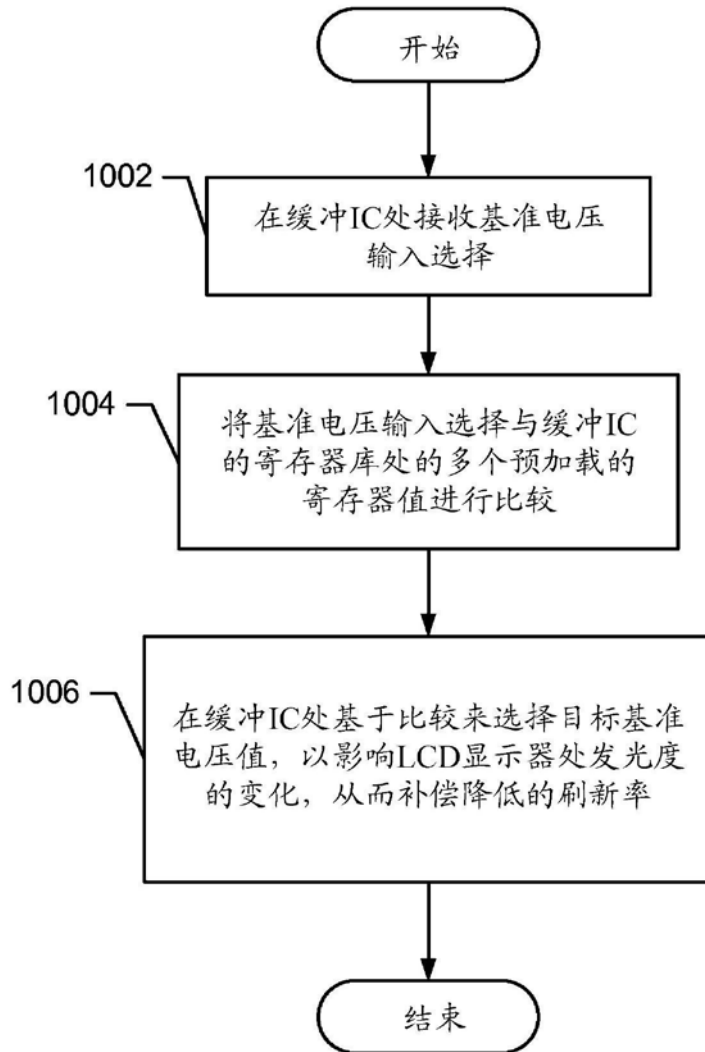 开始
1002
在缓冲IC处接收基准电压
输入选择
1004
将基准电压输入选择与缓冲IC
的寄存器库处的多个预加载的
寄存器值进行比较
1006
在缓冲IC处基于比较来选择目标基准
电压值，以影响LCD显示器处发光度
的变化，从而补偿降低的刷新率
结束